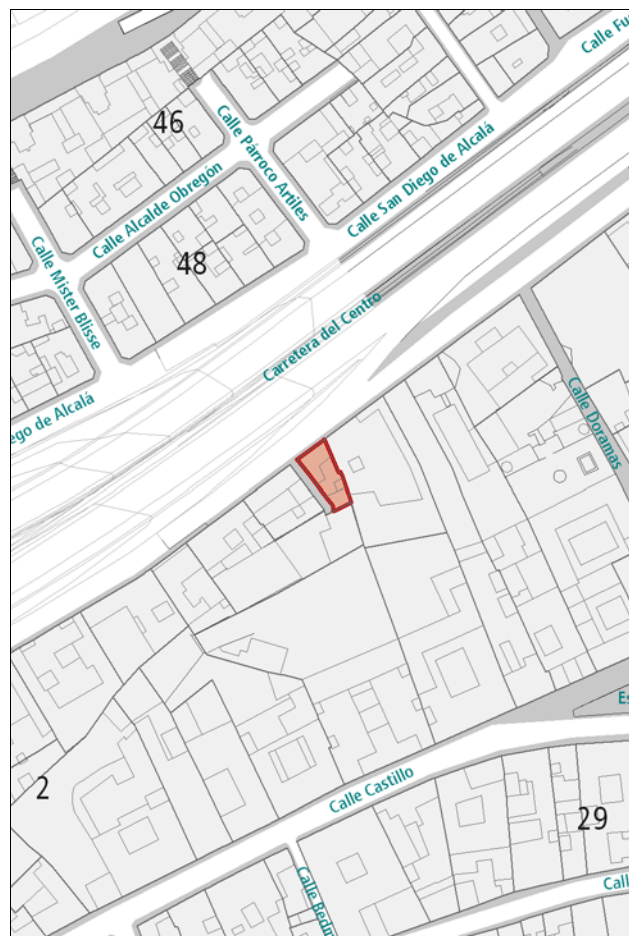 Calle Fu
46
Calle Párroco Artiles
Calle San Diego de Alcalá
Calle Alcalde Obregón
48
Calle Mister Blisse
Carretera del Centro
ego de Alcalá
Calle Doramas
Es
2
Calle Castillo
29
Calle Bedm
Call